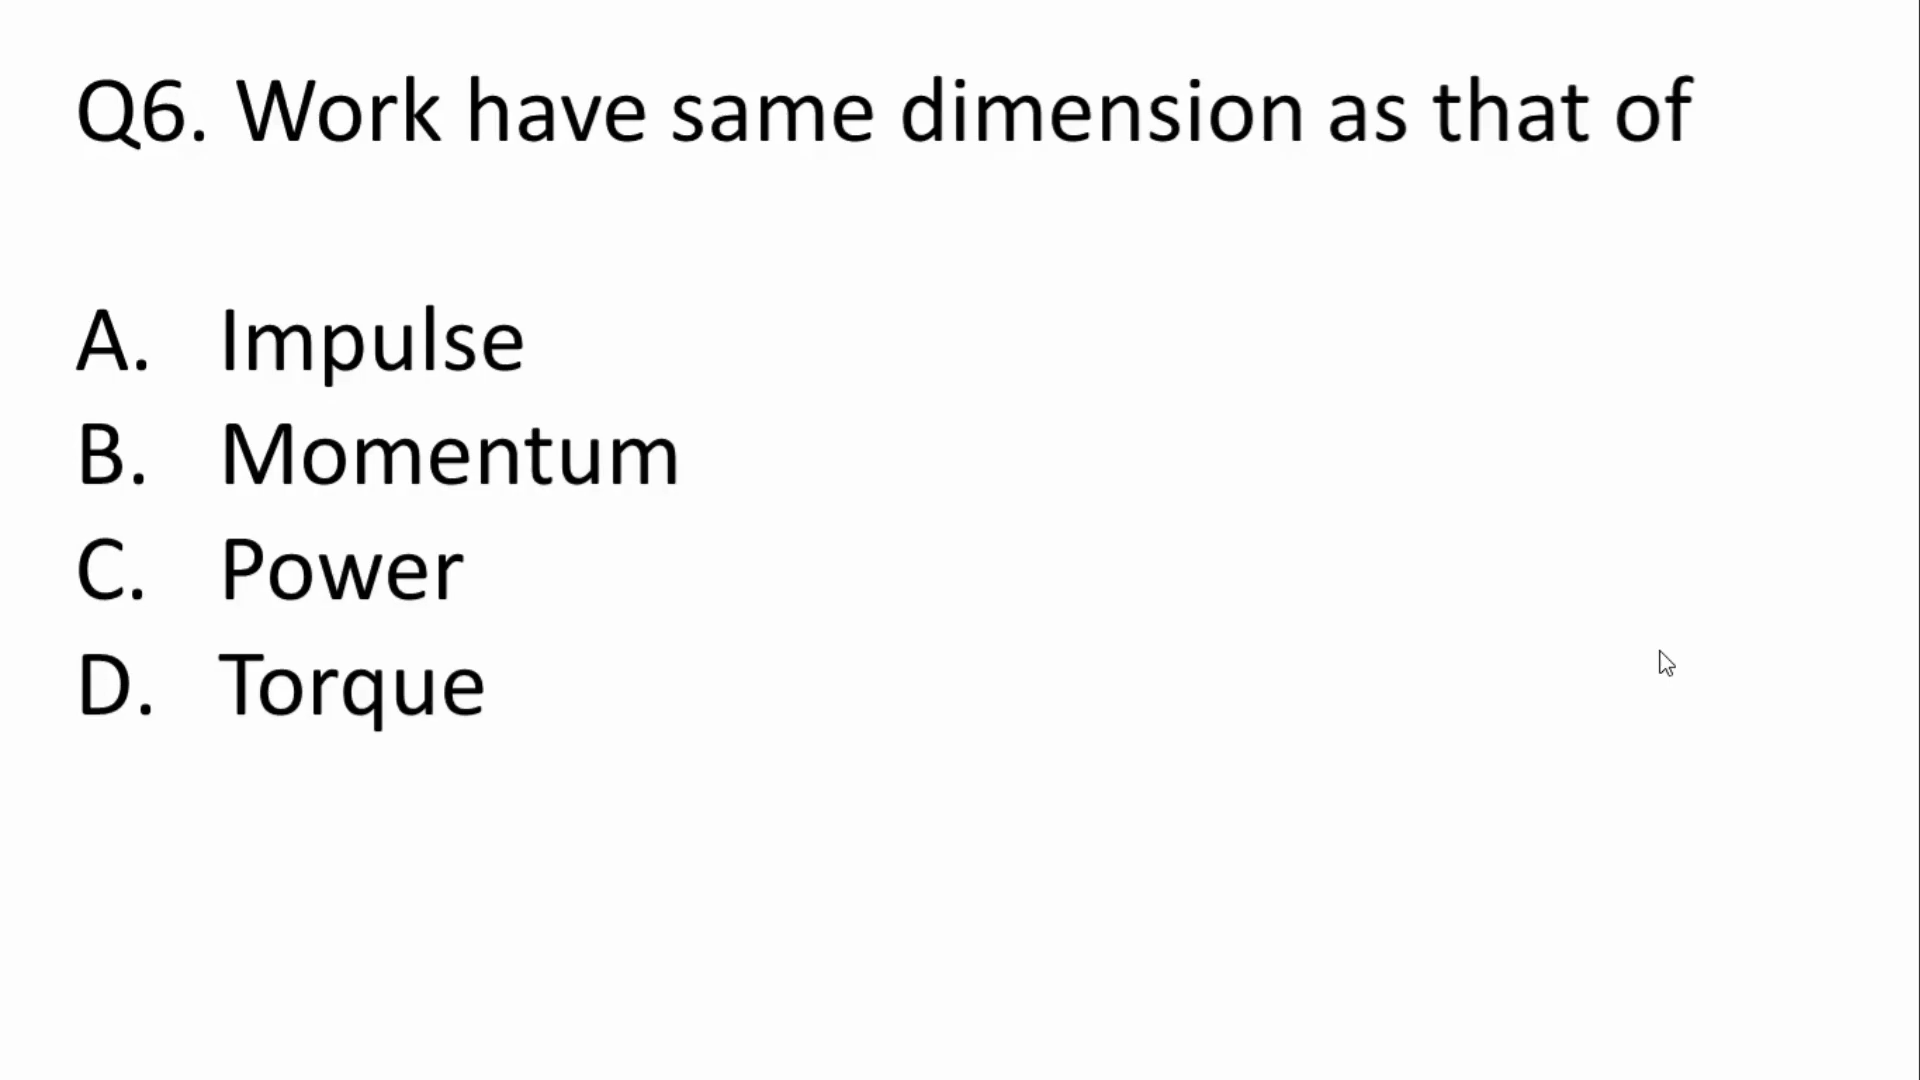 Q6. Work have same dimension as that of
A. Impulse
B. Momentum
C. Power
D. Torque